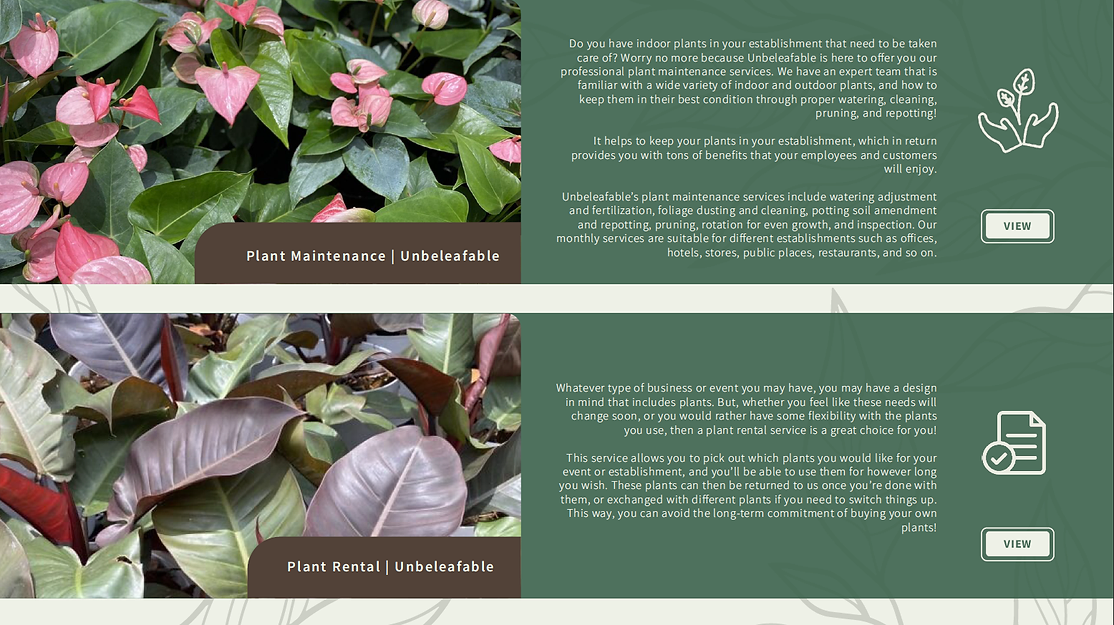 Do you have indoor plants in your establishment that need to be taken
care of? Worry no more because Unbeleafable is here to offer you our
professional plant maintenance services. We have an expert team that is
familiar with a wide variety of indoor and outdoor plants, and how to
keep them in their best condition through proper watering, cleaning,
pruning, and repotting!
It helps to keep your plants in your establishment, which in return
provides you with tons of benefits that your employees and customers
will enjoy.
Unbeleafable's plant maintenance services include watering adjustment
and fertilization, foliage dusting and cleaning, potting soil amendment
and repotting, pruning, rotation for even growth, and inspection. Our
monthly services are suitable for different establishments such as offices,
hotels, stores, public places, restaurants, and so on.
VIEW
Plant Maintenance | Unbeleafable
Whatever type of business or event you may have, you may have a design
in mind that includes plants. But, whether you feel like these needs will
change soon, or you would rather have some flexibility with the plants
you use, then a plant rental service is a great choice for you!
This service allows you to pick out which plants you would like for your
event or establishment, and you'll be able to use them for however long
you wish. These plants can then be returned to us once you're done with
them, or exchanged with different plants if you need to switch things up.
This way, you can avoid the long-term commitment of buying your own
plants!
VIEW
Plant Rental | Unbeleafable